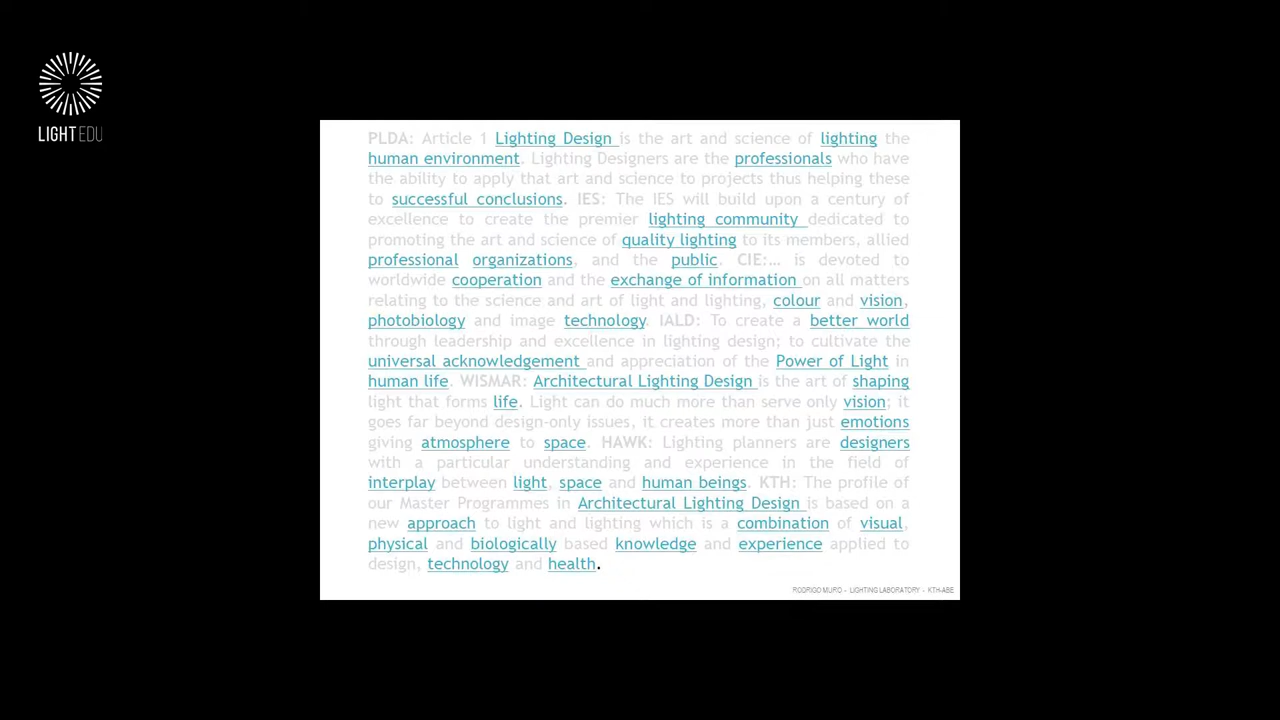 LIGHT EDU
PLDA: Article 1 Lighting Design is the art and science of lighting the
human environment. Lighting Designers are the professionals who have
the ability to apply that art and science to projects thus helping these
to successful conclusions. IES: The IES will build upon a century of
excellence to create the premier lighting community dedicated to
promoting the art and science of quality lighting to its members, allied
professional organizations, and the public. CIE:… is devoted to
worldwide cooperation and the exchange of information on all matters
relating to the science and art of light and lighting, colour and vision,
photobiology and image technology. IALD: To create a better world
through leadership and excellence in lighting design; to cultivate the
universal acknowledgement and appreciation of the Power of Light in
human life. WISMAR: Architectural Lighting Design is the art of shaping
light that forms life. Light can do much more than serve only vision; it
goes far beyond design-only issues, it creates more than just emotions
giving atmosphere to space. HAWK: Lighting planners are designers
with a particular understanding and experience in the field of
interplay between light, space and human beings. KTH: The profile of
our Master Programmes in Architectural Lighting Design is based on a
new approach to light and lighting which is a combination of visual,
physical and biologically based knowledge and experience applied to
design, technology and health.
RODRIGO MURO - LIGHTING LABORATORY - KTH-ABE